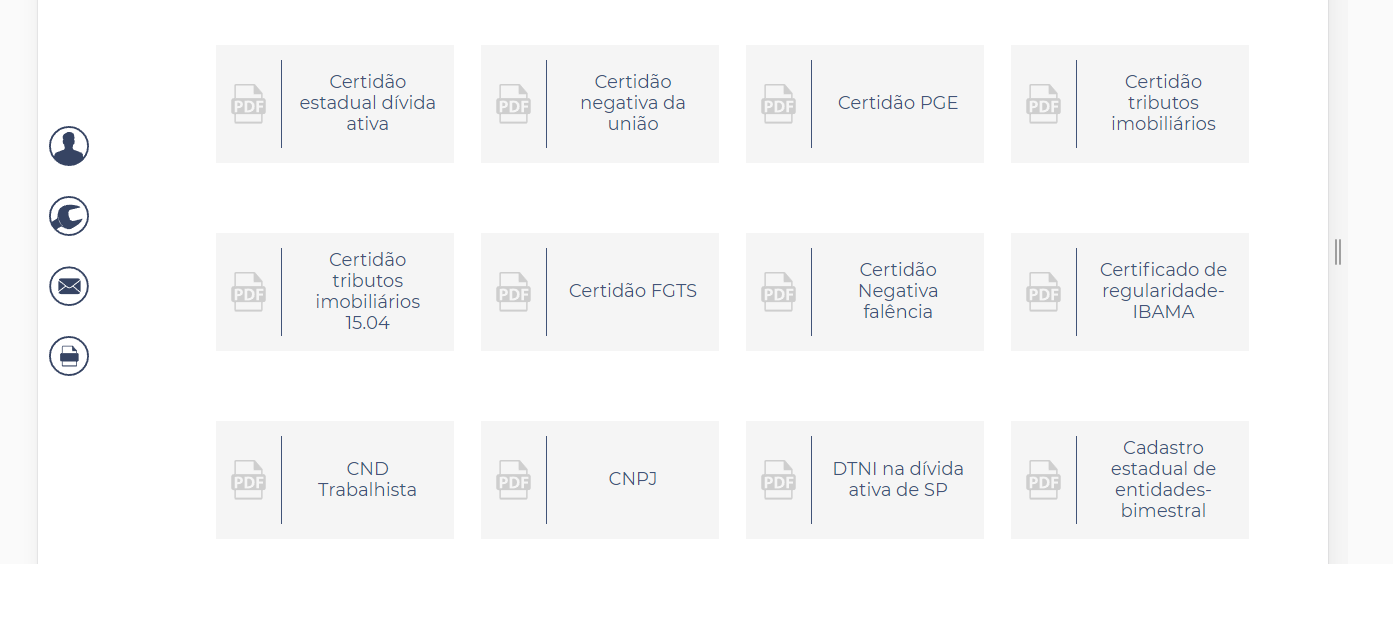 PDF
Certidão
estadual dívida
ativa
PDF
Certidão
negativa da
união
PDF
Certidão PGE
PDF
Certidão
tributos
imobiliários
PDF
Certidão
tributos
imobiliários
15.04
PDF
Certidão FGTS
PDF
Certidão
Negativa
falência
PDF
Certificado de
regularidade-
IBAMA
PDF
CND
Trabalhista
PDF
CNPJ
PDF
DTNI na dívida
ativa de SP
PDF
Cadastro
estadual de
entidades-
bimestral